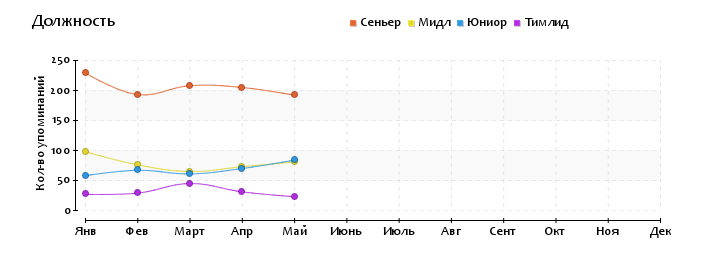 Должность
Сеньер Мидл Юниор Тимлид
Кол-во упоминаний
250
200
150
100
50
0
Янв Фев Март Апр Май Июнь Июль Авг Сент Окт Ноя Дек